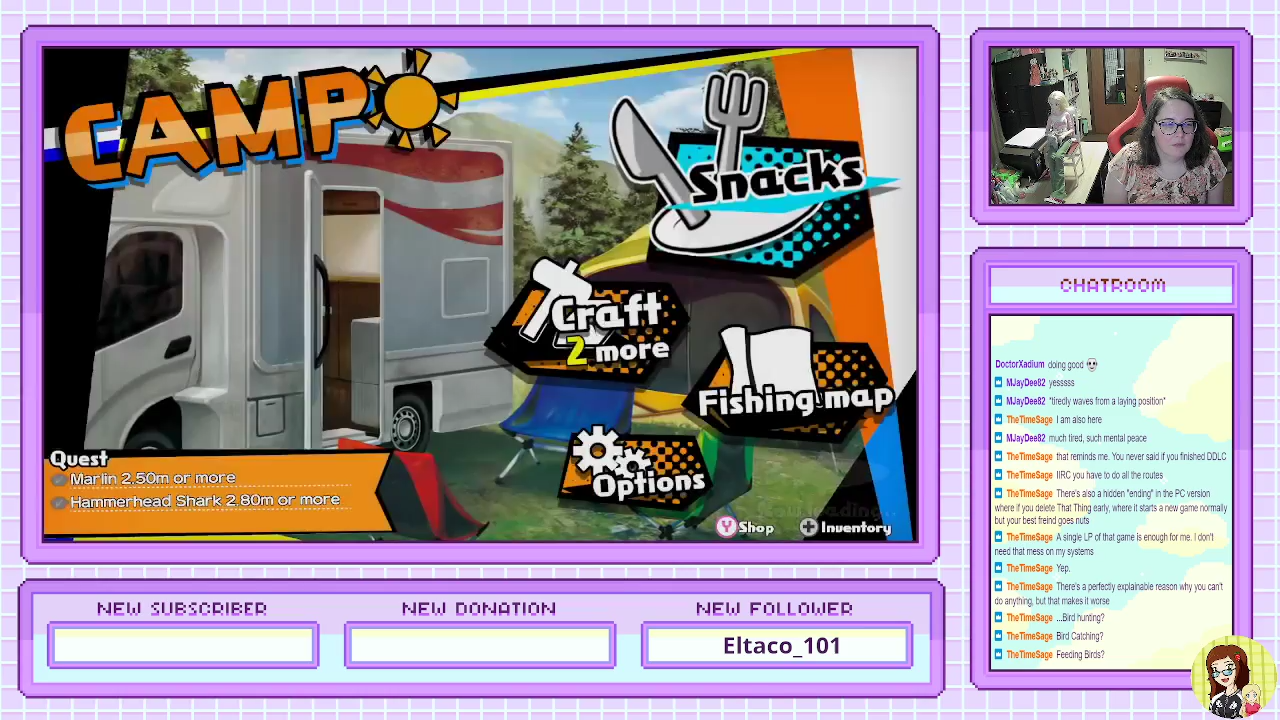 CAMP
Snacks
Craft
2 more
Fishing map
Options
Quest
Marlin 2.50m or more
Hammerhead Shark 2.80m or more
Y Shop
Inventory
NEW SUBSCRIBER
NEW DONATION
NEW FOLLOWER
Eltaco_101
CHATROOM
DoctorXadium doing good
MJayDee82 yesssss
MJayDee82 *tiredly waves from a laying position*
TheTimeSage I am also here
MJayDee82 much tired, such mental peace
TheTimeSage that reminds me. You never said if you finished DDLC
TheTimeSage IIRC you have to do all the routes
TheTimeSage There's also a hidden "ending" in the PC version
where if you delete That Thing early, where it starts a new game normally
but your best freind goes nuts
TheTimeSage A single LP of that game is enough for me. I don't
need that mess on my systems
TheTimeSage Yep.
TheTimeSage There's a perfectly explainable reason why you can't
do anything, but that makes it worse
TheTimeSage ...Bird hunting?
TheTimeSage Bird Catching?
TheTimeSage Feeding Birds?